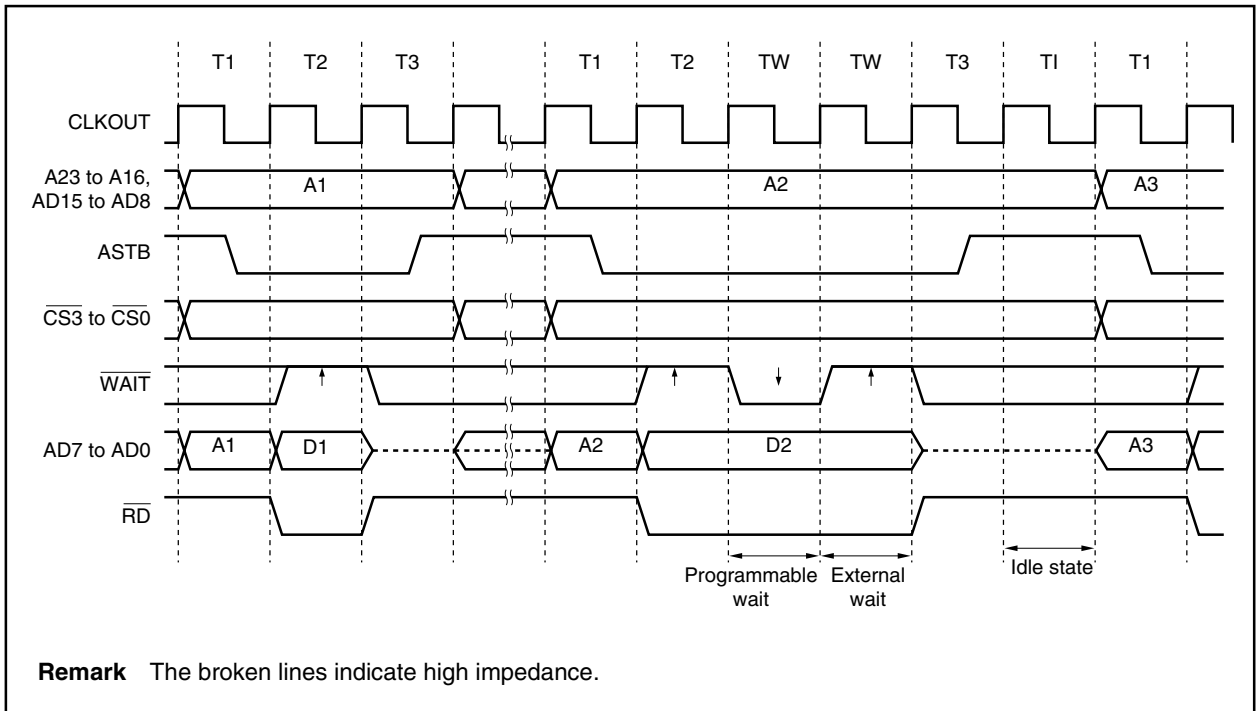 T1 T2 T3 T1 T2 TW TW T3 TI T1
CLKOUT
A23 to A16,
AD15 to AD8
A1 A2 A3
ASTB
CS3 to CS0
WAIT
AD7 to AD0
A1 D1 A2 D2 A3
RD
Programmable
wait
External
wait
Idle state
Remark The broken lines indicate high impedance.